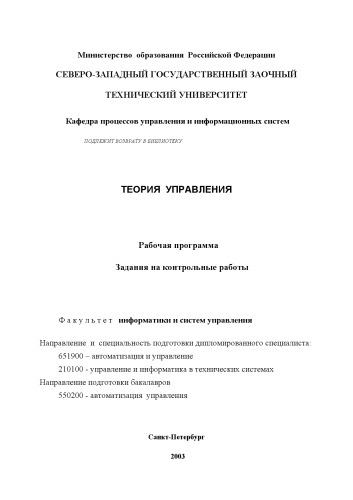 Министерство образования Российской Федерации
СЕВЕРО-ЗАПАДНЫЙ ГОСУДАРСТВЕННЫЙ ЗАОЧНЫЙ
ТЕХНИЧЕСКИЙ УНИВЕРСИТЕТ
Кафедра процессов управления и информационных систем
ПОДЛЕЖИТ ВОЗВРАТУ В БИБЛИОТЕКУ
ТЕОРИЯ УПРАВЛЕНИЯ
Рабочая программа
Задания на контрольные работы
Ф а к у л ь т е т информатики и систем управления
Направление и специальность подготовки дипломированного специалиста:
651900 – автоматизация и управление
210100 - управление и информатика в технических системах
Направление подготовки бакалавров
550200 - автоматизация управления
Санкт-Петербург
2003